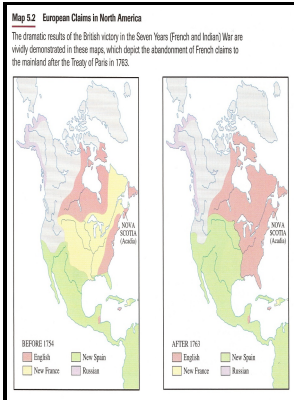 Map 5.2 European Claims in North America
The dramatic results of the British victory in the Seven Years (French and Indian) War are
vividly demonstrated in these maps, which depict the abandonment of French claims to
the mainland after the Treaty of Paris in 1763.
NOVA
SCOTIA
(Acadia)
BEFORE 1754
English
New Spain
New France
Russian
NOVA
SCOTIA
(Acadia)
AFTER 1763
English
New Spain
New France
Russian